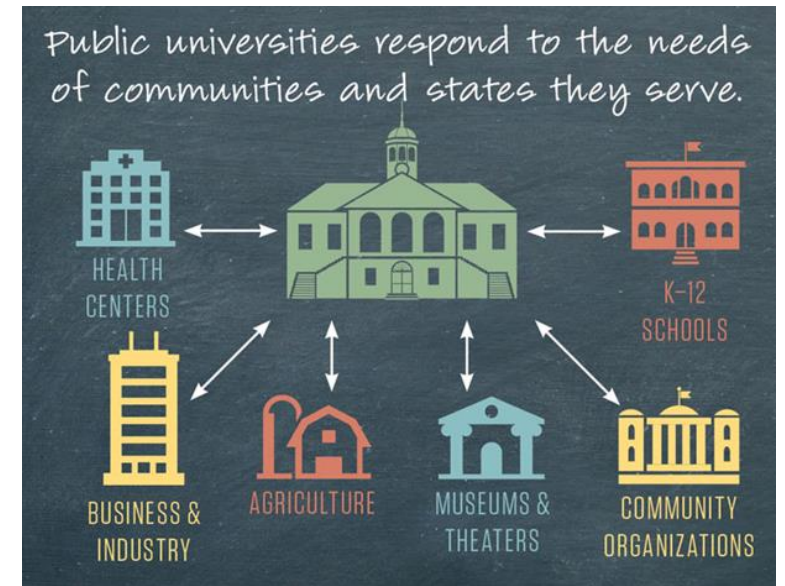 Public universities respond to the needs
of communities and states they serve.
HEALTH
CENTERS
K–12
SCHOOLS
BUSINESS &
INDUSTRY
AGRICULTURE
MUSEUMS &
THEATERS
COMMUNITY
ORGANIZATIONS